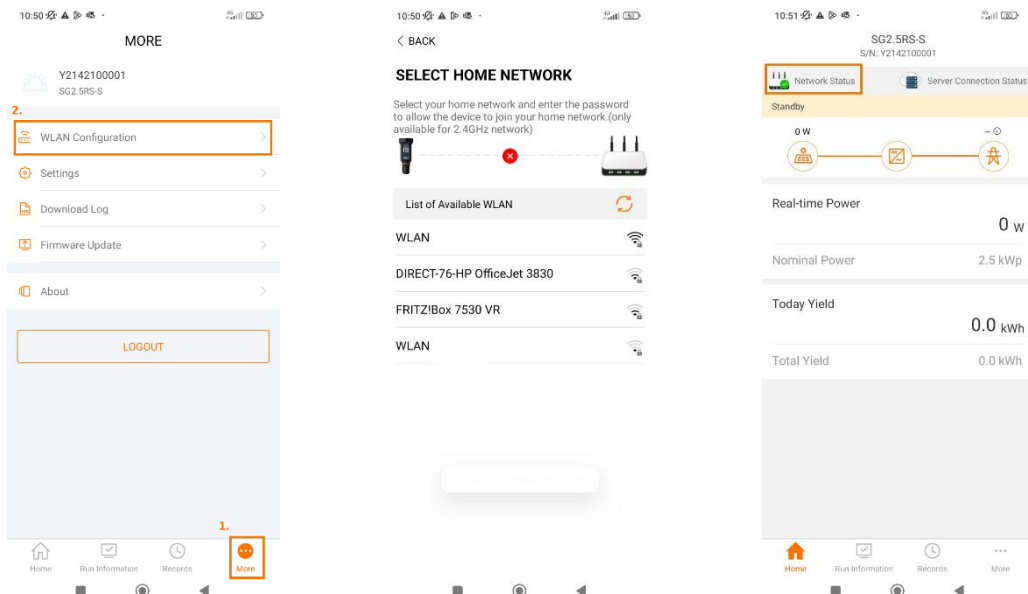 10:50
MORE
Y2142100001
SG2.5RS-S
2.
WLAN Configuration
Settings
Download Log
Firmware Update
About
LOGOUT
1.
Home
Run Information
Records
More
10:50
BACK
SELECT HOME NETWORK
Select your home network and enter the password
to allow the device to join your home network.(only
available for 2.4GHz network)
List of Available WLAN
WLAN
DIRECT-76-HP OfficeJet 3830
FRITZ!Box 7530 VR
WLAN
10:51
SG2.5RS-S
S/N: Y2142100001
Network Status
Server Connection Status
Standby
0 W
Real-time Power
0 W
Nominal Power
2.5 kWp
Today Yield
0.0 kWh
Total Yield
0.0 kWh
Home
Run Information
Records
More